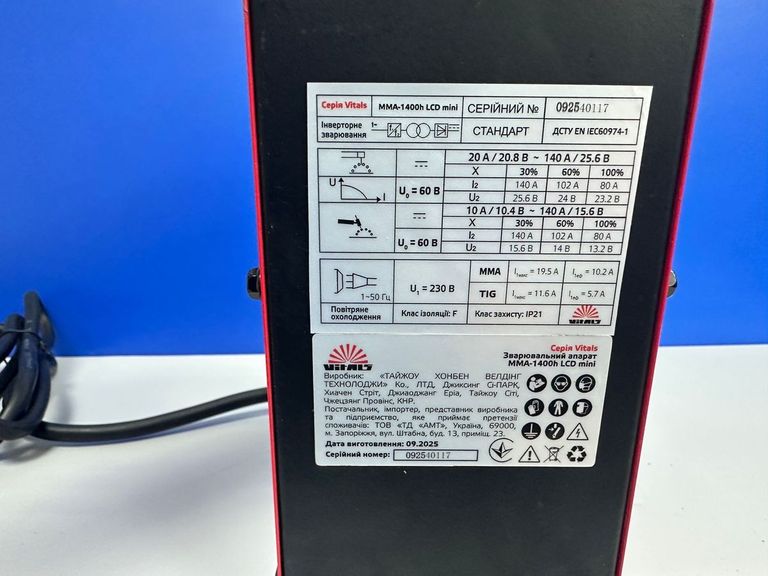 Серія Vitals MMA-1400h LCD mini СЕРІЙНИЙ № 092540117
Інверторне зварювання 1~ СТАНДАРТ ДСТУ EN IEC60974-1
20 А / 20.8 В ~ 140 А / 25.6 В
X 30% 60% 100%
I2 140 А 102 А 80 А
U I U₀ = 60 В U2 25.6 В 24 В 23.2 В
10 А / 10.4 В ~ 140 А / 15.6 В
X 30% 60% 100%
I2 140 А 102 А 80 А
U₀ = 60 В U2 15.6 В 14 В 13.2 В
MMA I₁макс = 19.5 А I₁еф = 10.2 А
1~50 Гц U₁ = 230 В TIG I₁макс = 11.6 А I₁еф = 5.7 А
Повітряне охолодження Клас ізоляції: F Клас захисту: IP21 ViTALS
Серія Vitals
Зварювальний апарат
ViTALS MMA-1400h LCD mini
Виробник: «ТАЙЖОУ ХОНБЕН ВЕЛДІНГ
ТЕХНОЛОДЖИ» Ко., ЛТД, Джиксинг Сі-ПАРК,
Хиачен Стріт, Джиаоджанг Еріа, Тайжоу Сіті,
Чжецзянг Провінс, КНР.
Постачальник, імпортер, представник виробника
та підприємство, яке приймає претензії
споживачів: ТОВ «ТД «АМТ», Україна, 69000,
м. Запоріжжя, вул. Штабна, буд. 13, приміщ. 23.
Дата виготовлення: 09.2025
Серійний номер: 092540117